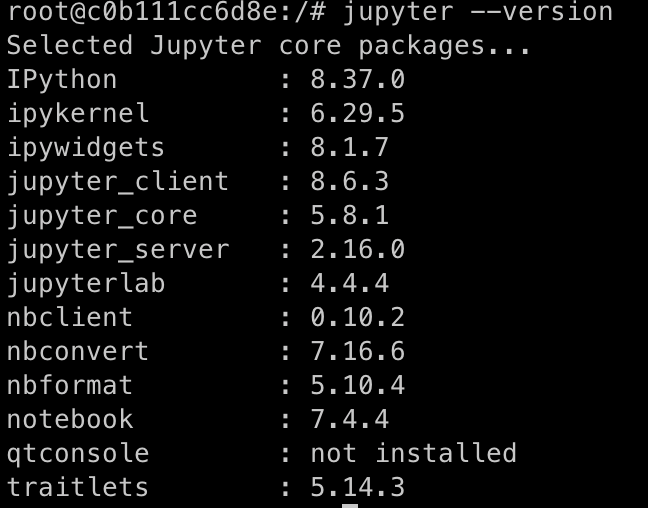 root@c0b111cc6d8e:/# jupyter --version
Selected Jupyter core packages...
IPython          : 8.37.0
ipykernel        : 6.29.5
ipywidgets       : 8.1.7
jupyter_client   : 8.6.3
jupyter_core     : 5.8.1
jupyter_server   : 2.16.0
jupyterlab       : 4.4.4
nbclient         : 0.10.2
nbconvert        : 7.16.6
nbformat         : 5.10.4
notebook         : 7.4.4
qtconsole        : not installed
traitlets        : 5.14.3